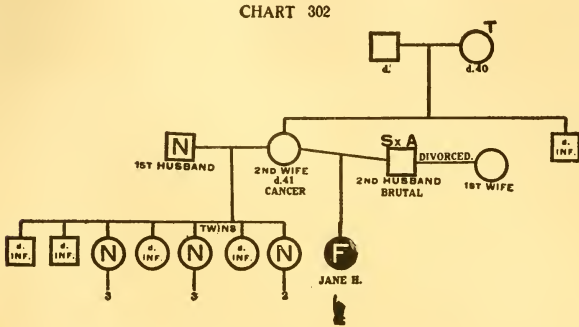 CHART 302
T
d.
d.40
Sx A
N
DIVORCED.
d.
INF.
1ST HUSBAND
2ND WIFE
d.41
CANCER
2ND HUSBAND
BRUTAL
1ST WIFE
TWINS
d. INF.
d. INF.
N
d. INF.
N
d. INF.
N
F
3
3
2
JANE H.